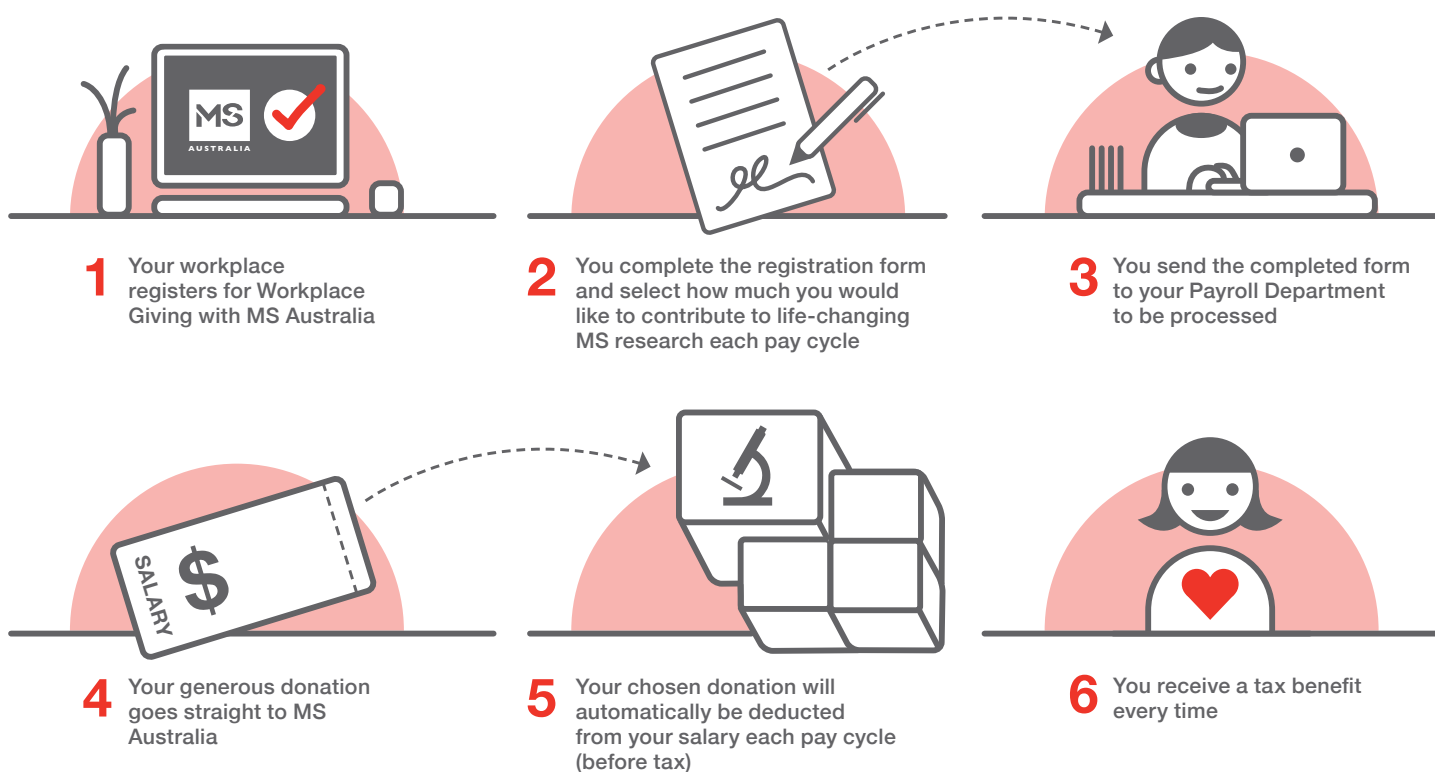 MS
AUSTRALIA
1
Your workplace
registers for Workplace
Giving with MS Australia
2
You complete the registration form
and select how much you would
like to contribute to life-changing
MS research each pay cycle
3
You send the completed form
to your Payroll Department
to be processed
SALARY
$
4
Your generous donation
goes straight to MS
Australia
5
Your chosen donation will
automatically be deducted
from your salary each pay cycle
(before tax)
6
You receive a tax benefit
every time